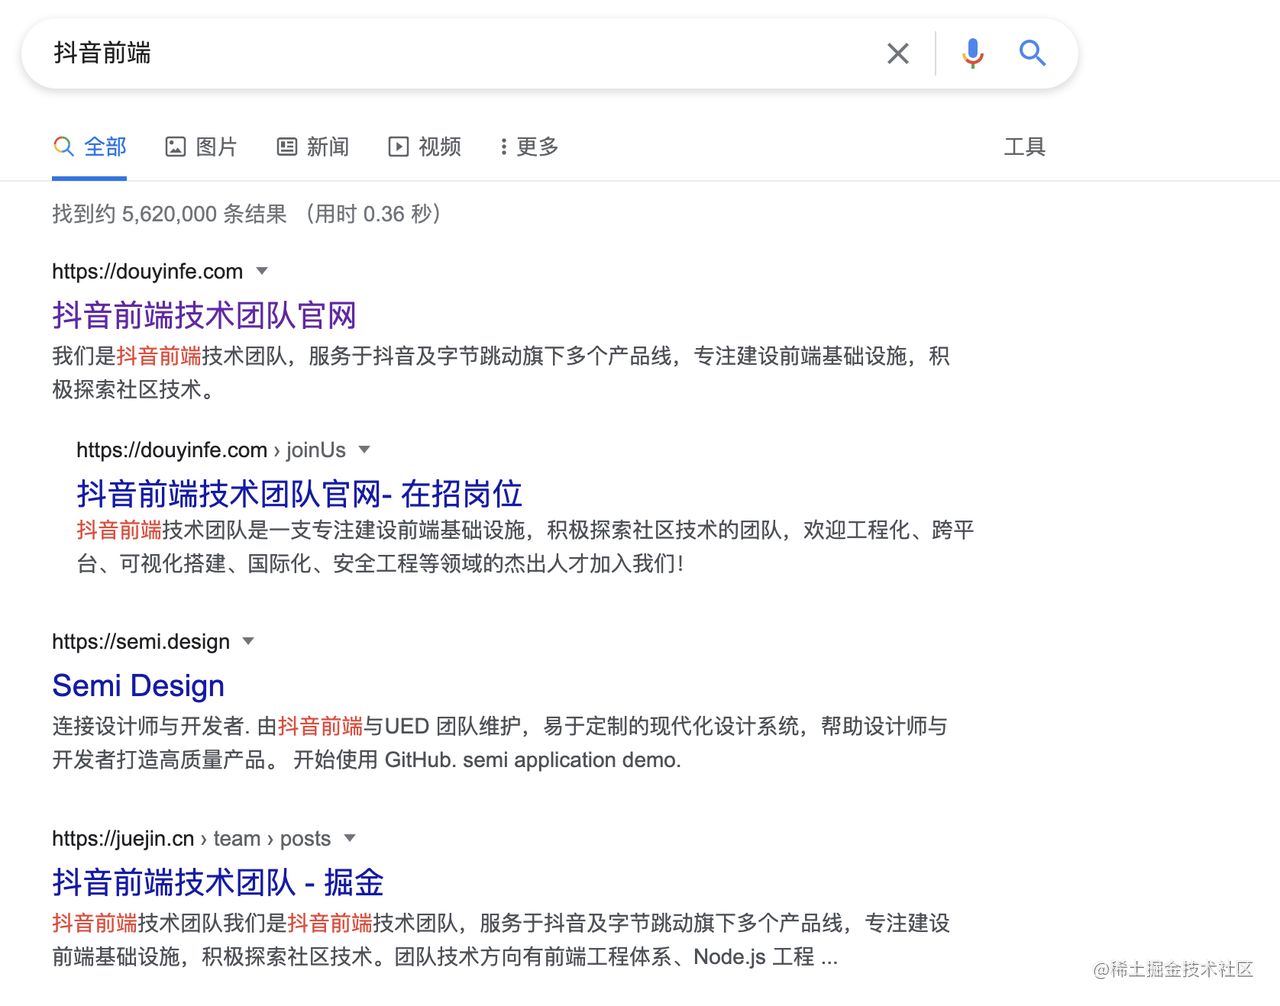 抖音前端
全部 图片 新闻 视频 更多 工具
找到约 5,620,000 条结果 （用时 0.36 秒）
https://douyinfe.com
抖音前端技术团队官网
我们是抖音前端技术团队，服务于抖音及字节跳动旗下多个产品线，专注建设前端基础设施，积
极探索社区技术。
https://douyinfe.com › joinUs
抖音前端技术团队官网- 在招岗位
抖音前端技术团队是一支专注建设前端基础设施，积极探索社区技术的团队，欢迎工程化、跨平
台、可视化搭建、国际化、安全工程等领域的杰出人才加入我们！
https://semi.design
Semi Design
连接设计师与开发者. 由抖音前端与UED 团队维护，易于定制的现代化设计系统，帮助设计师与
开发者打造高质量产品。 开始使用 GitHub. semi application demo.
https://juejin.cn › team › posts
抖音前端技术团队 - 掘金
抖音前端技术团队我们是抖音前端技术团队，服务于抖音及字节跳动旗下多个产品线，专注建设
前端基础设施，积极探索社区技术。团队技术方向有前端工程体系、Node.js 工程 ...
@稀土掘金技术社区